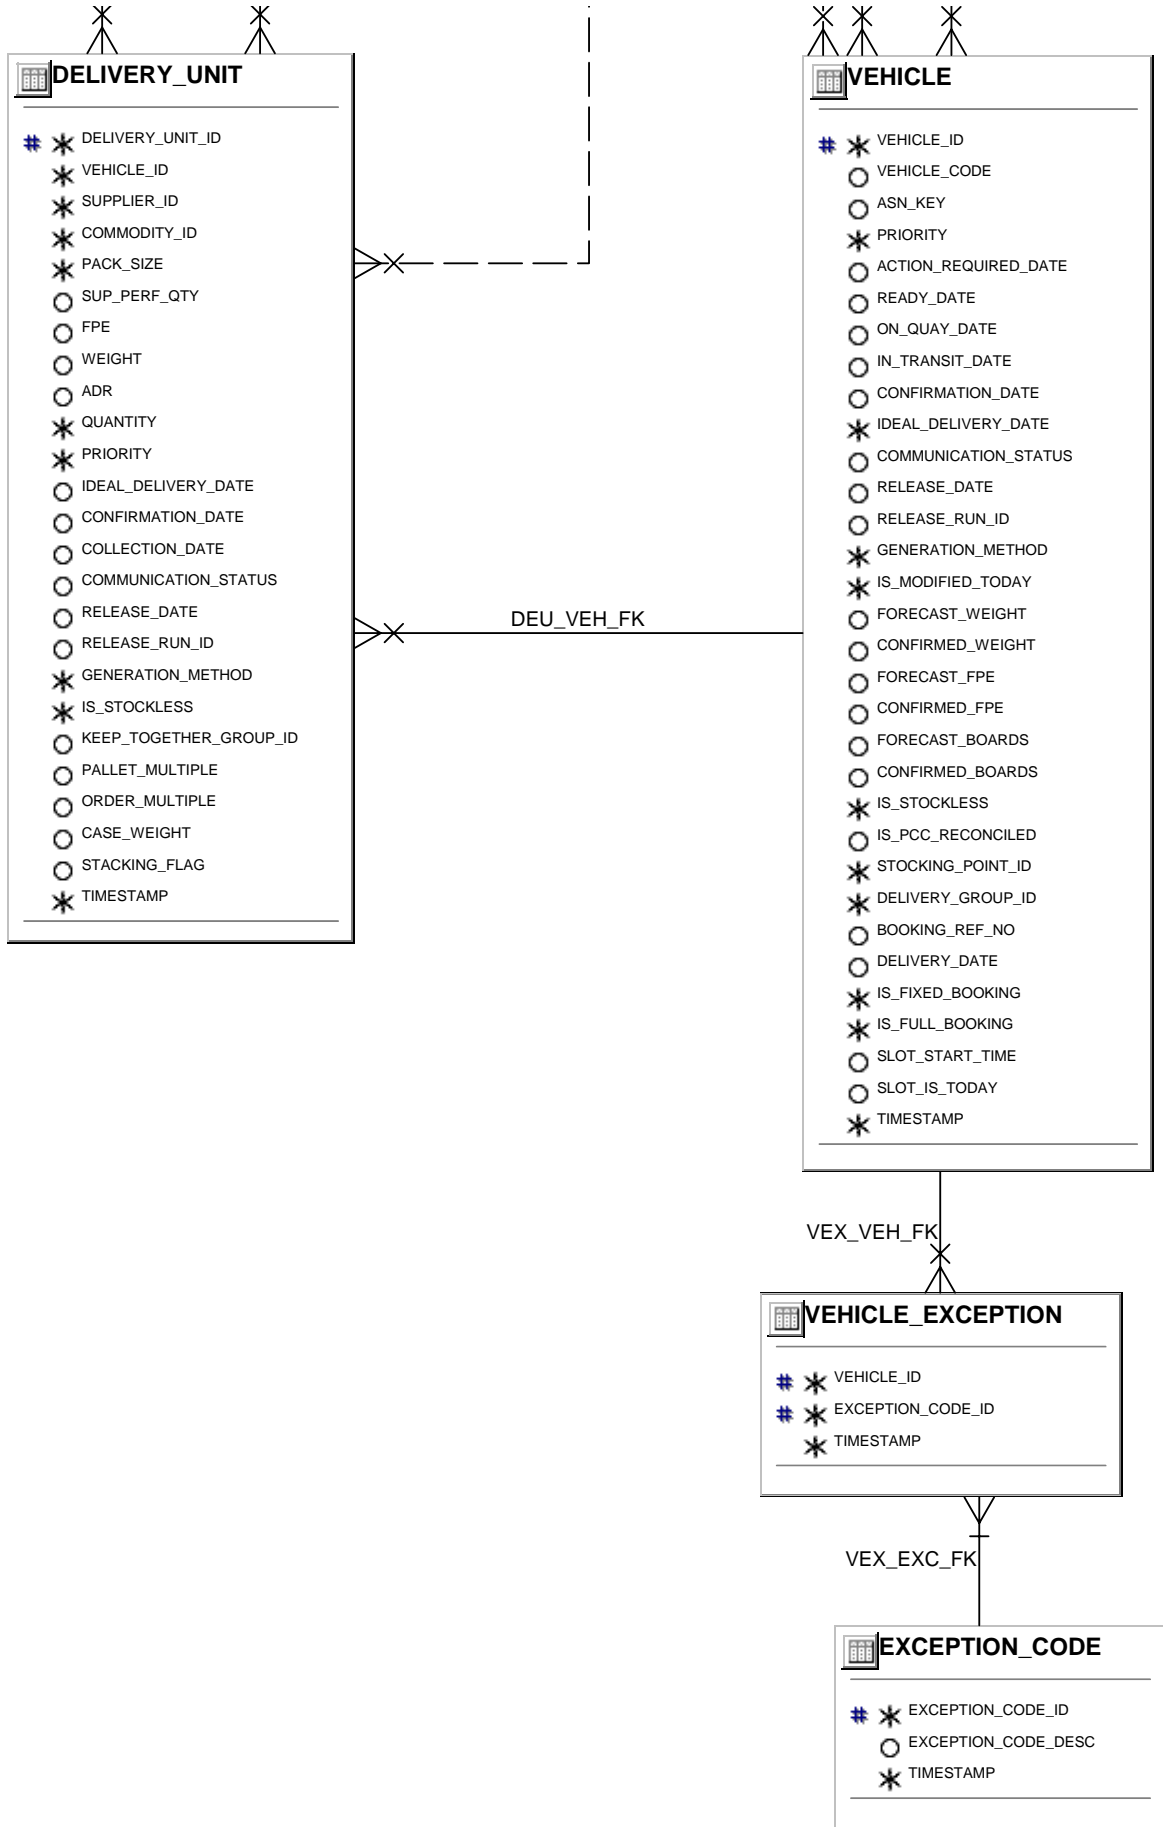 DELIVERY_UNIT
# * DELIVERY_UNIT_ID
* VEHICLE_ID
* SUPPLIER_ID
* COMMODITY_ID
* PACK_SIZE
O SUP_PERF_QTY
O FPE
O WEIGHT
O ADR
* QUANTITY
* PRIORITY
O IDEAL_DELIVERY_DATE
O CONFIRMATION_DATE
O COLLECTION_DATE
O COMMUNICATION_STATUS
O RELEASE_DATE
O RELEASE_RUN_ID
* GENERATION_METHOD
* IS_STOCKLESS
O KEEP_TOGETHER_GROUP_ID
O PALLET_MULTIPLE
O ORDER_MULTIPLE
O CASE_WEIGHT
O STACKING_FLAG
* TIMESTAMP
DEU_VEH_FK
VEHICLE
# * VEHICLE_ID
O VEHICLE_CODE
O ASN_KEY
* PRIORITY
O ACTION_REQUIRED_DATE
O READY_DATE
O ON_QUAY_DATE
O IN_TRANSIT_DATE
O CONFIRMATION_DATE
* IDEAL_DELIVERY_DATE
O COMMUNICATION_STATUS
O RELEASE_DATE
O RELEASE_RUN_ID
* GENERATION_METHOD
* IS_MODIFIED_TODAY
O FORECAST_WEIGHT
O CONFIRMED_WEIGHT
O FORECAST_FPE
O CONFIRMED_FPE
O FORECAST_BOARDS
O CONFIRMED_BOARDS
* IS_STOCKLESS
O IS_PCC_RECONCILED
* STOCKING_POINT_ID
* DELIVERY_GROUP_ID
O BOOKING_REF_NO
O DELIVERY_DATE
* IS_FIXED_BOOKING
* IS_FULL_BOOKING
O SLOT_START_TIME
O SLOT_IS_TODAY
* TIMESTAMP
VEX_VEH_FK
VEHICLE_EXCEPTION
# * VEHICLE_ID
# * EXCEPTION_CODE_ID
* TIMESTAMP
VEX_EXC_FK
EXCEPTION_CODE
# * EXCEPTION_CODE_ID
O EXCEPTION_CODE_DESC
* TIMESTAMP